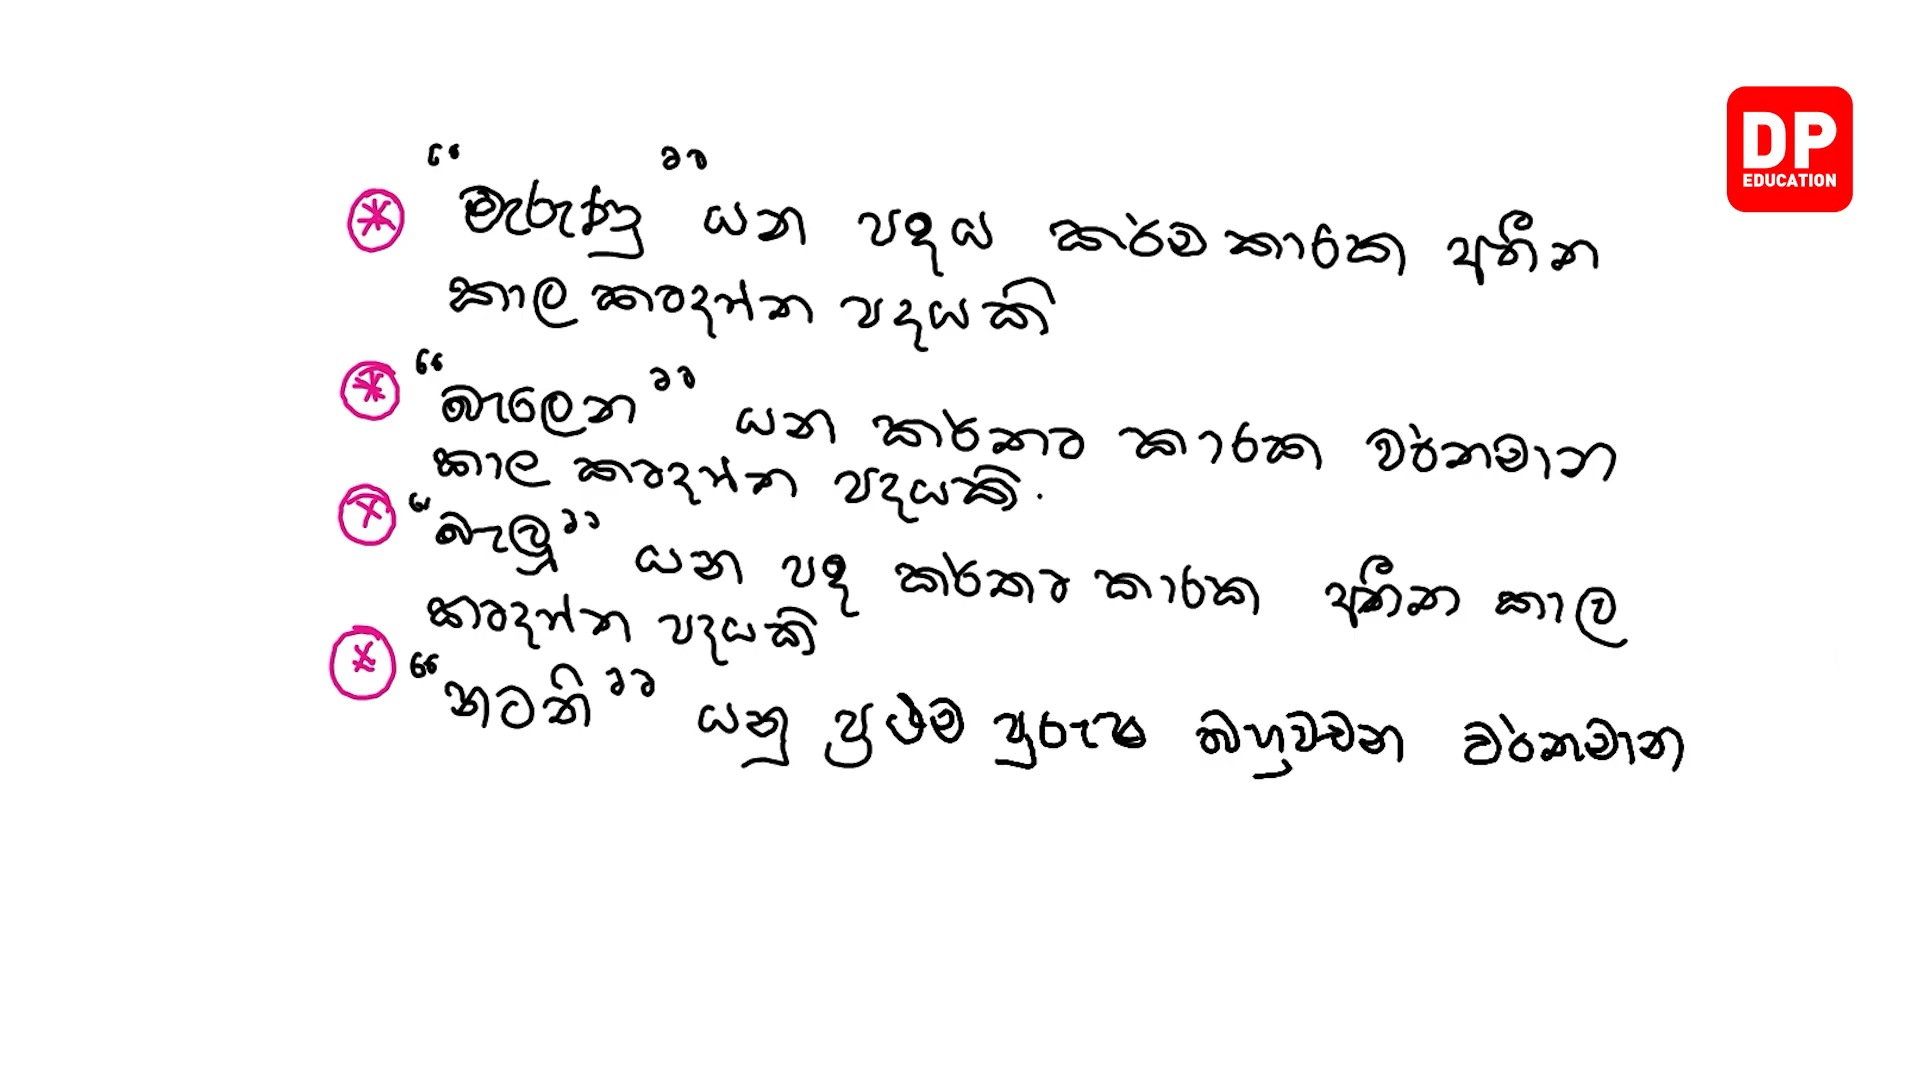 DP
EDUCATION
"මැරුණු" යන පදය කර්ම කාරක අතීන
කාල කෘදන්න පදයකි
"බැලෙන" යන කර්තෘ කාරක වර්තමාන
කාල කෘදන්න පදයකි.
"බැලූ" යන පද කර්තෘ කාරක අතීන කාල
කෘදන්න පදයකි
"නටති" යනු ප්‍රථම පුරුෂ බහුවචන වර්තමාන